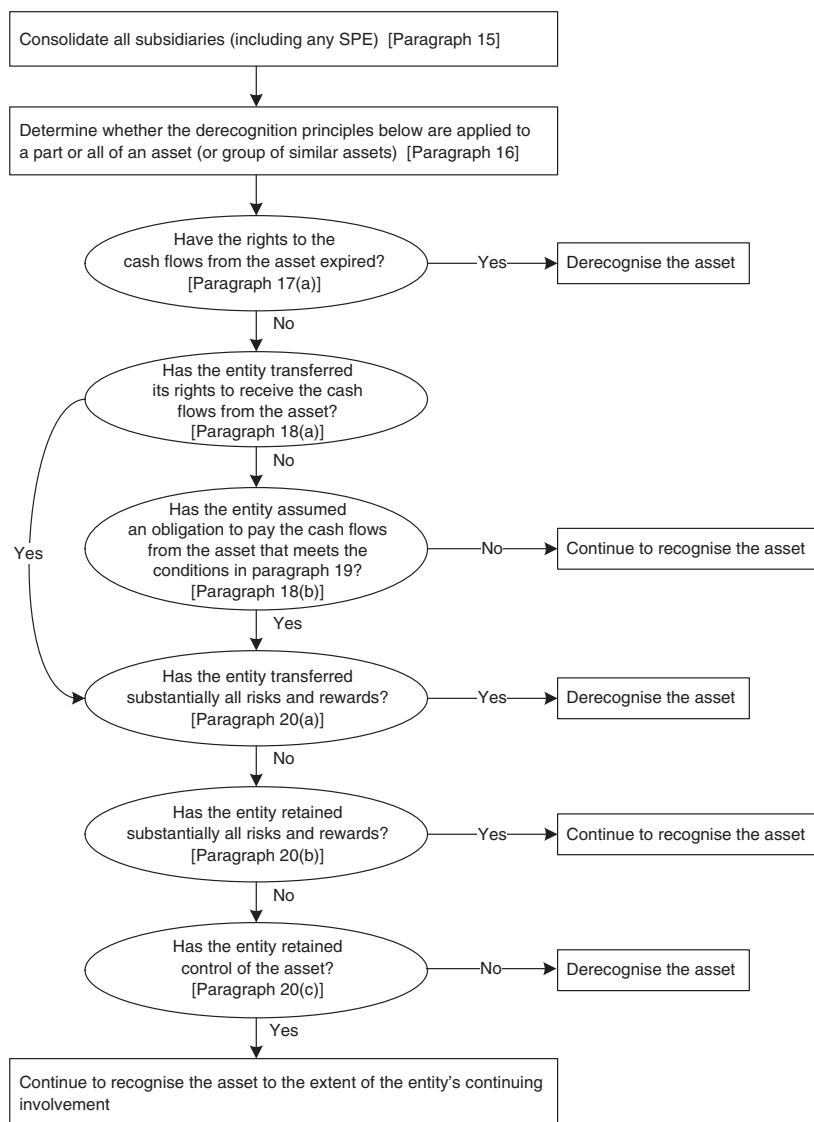 Consolidate all subsidiaries (including any SPE) [Paragraph 15]
Determine whether the derecognition principles below are applied to
a part or all of an asset (or group of similar assets) [Paragraph 16]
Have the rights to the
cash flows from the asset expired?
[Paragraph 17(a)]
Yes
Derecognise the asset
No
Has the entity transferred
its rights to receive the cash
flows from the asset?
[Paragraph 18(a)]
No
Has the entity assumed
an obligation to pay the cash flows
from the asset that meets the
conditions in paragraph 19?
[Paragraph 18(b)]
No
Continue to recognise the asset
Yes
Yes
Has the entity transferred
substantially all risks and rewards?
[Paragraph 20(a)]
Yes
Derecognise the asset
No
Has the entity retained
substantially all risks and rewards?
[Paragraph 20(b)]
Yes
Continue to recognise the asset
No
Has the entity retained
control of the asset?
[Paragraph 20(c)]
No
Derecognise the asset
Yes
Continue to recognise the asset to the extent of the entity's continuing
involvement